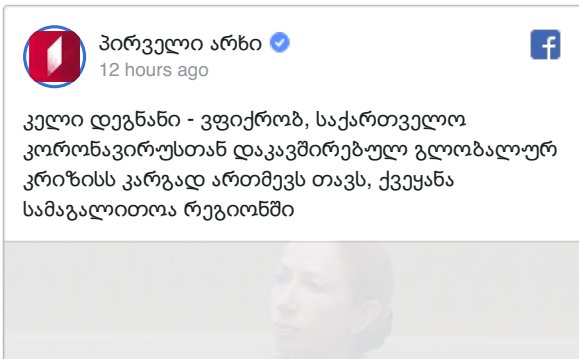 პირველი არხი
12 hours ago
კელი დეგნანი - ვფიქრობ, საქართველო
კორონავირუსთან დაკავშირებულ გლობალურ
კრიზისს კარგად ართმევს თავს, ქვეყანა
სამაგალითოა რეგიონში